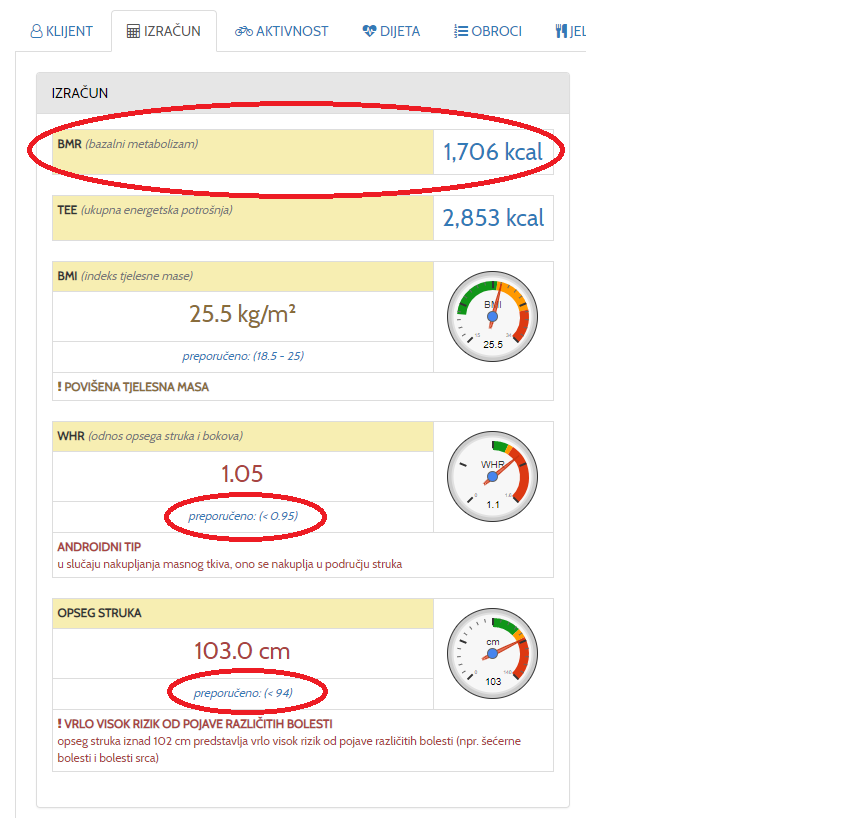 KLIJENT IZRAČUN AKTIVNOST DIJETA OBROCI JEL
IZRAČUN
BMR (bazalni metabolizam) 1,706 kcal
TEE (ukupna energetska potrošnja) 2,853 kcal
BMI (indeks tjelesne mase)
25.5 kg/m²
BMI
15 34
25.5
preporučeno: (18.5 - 25)
! POVIŠENA TJELESNA MASA
WHR (odnos opsega struka i bokova)
1.05
WHR
0
1.1
preporučeno: (< 0.95)
ANDROIDNI TIP
u slučaju nakupljanja masnog tkiva, ono se nakuplja u području struka
OPSEG STRUKA
103.0 cm
cm
0 140
103
preporučeno: (< 94)
! VRLO VISOK RIZIK OD POJAVE RAZLIČITIH BOLESTI
opseg struka iznad 102 cm predstavlja vrlo visok rizik od pojave različitih bolesti (npr. šećerne
bolesti i bolesti srca)